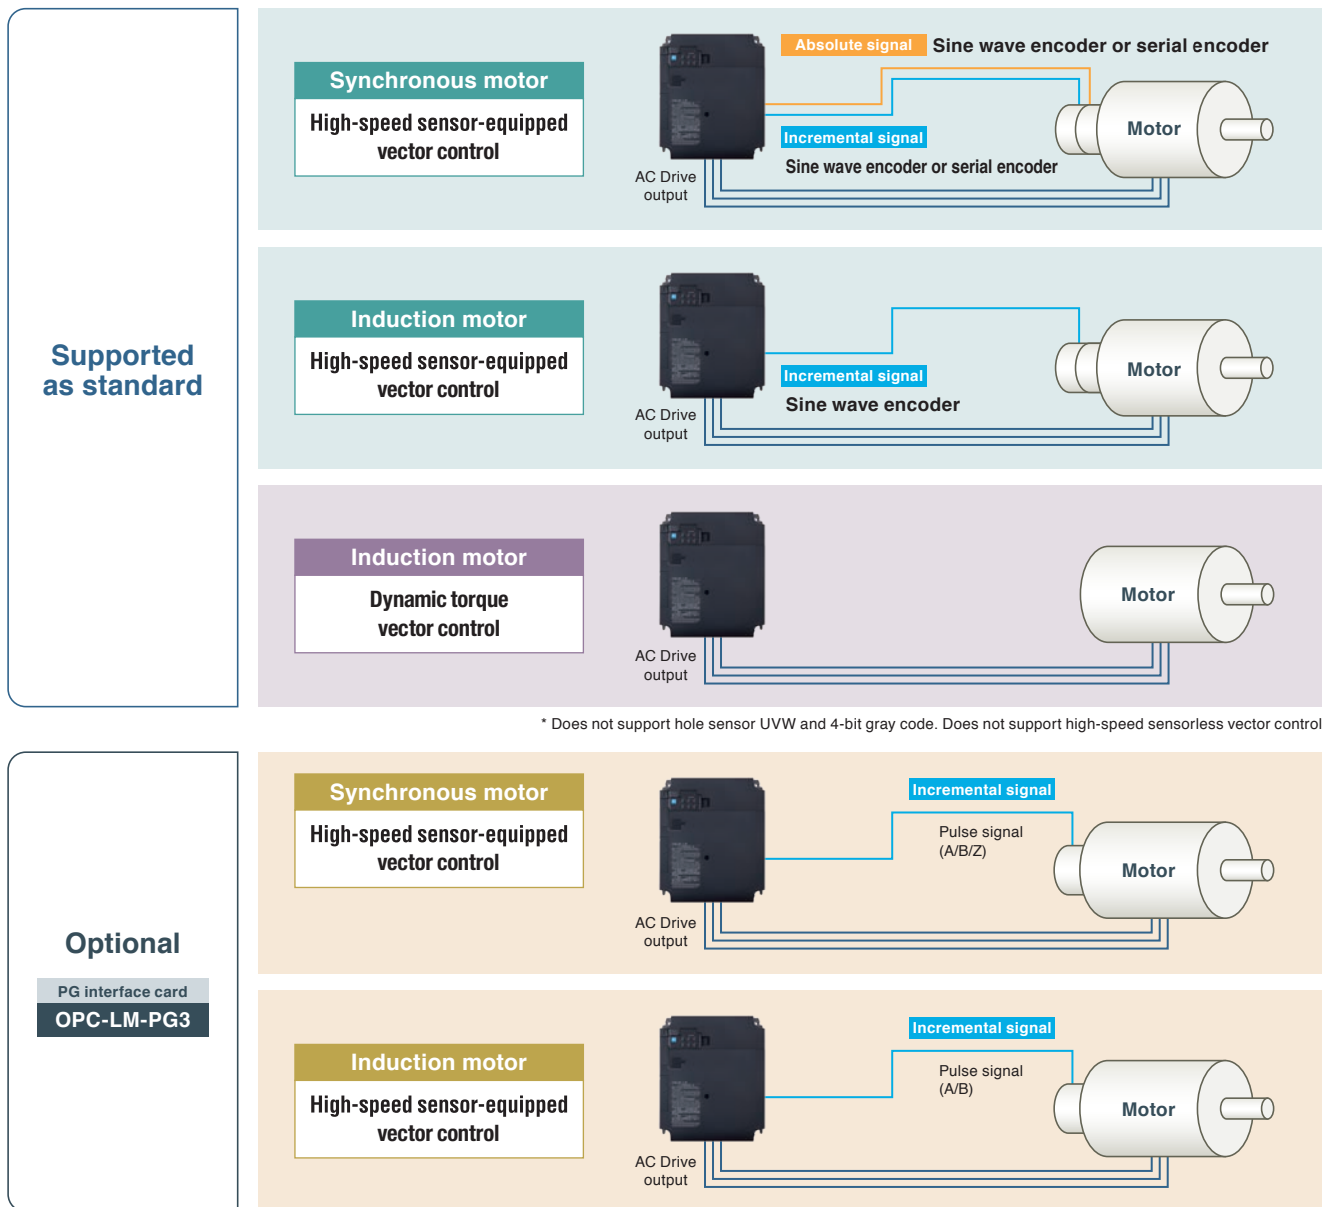 Supported
as standard
Synchronous motor
High-speed sensor-equipped
vector control
AC Drive
output
Absolute signal Sine wave encoder or serial encoder
Incremental signal
Sine wave encoder or serial encoder
Motor
Induction motor
High-speed sensor-equipped
vector control
AC Drive
output
Incremental signal
Sine wave encoder
Motor
Induction motor
Dynamic torque
vector control
AC Drive
output
Motor
* Does not support hole sensor UVW and 4-bit gray code. Does not support high-speed sensorless vector control
Optional
PG interface card
OPC-LM-PG3
Synchronous motor
High-speed sensor-equipped
vector control
AC Drive
output
Incremental signal
Pulse signal
(A/B/Z)
Motor
Induction motor
High-speed sensor-equipped
vector control
AC Drive
output
Incremental signal
Pulse signal
(A/B)
Motor